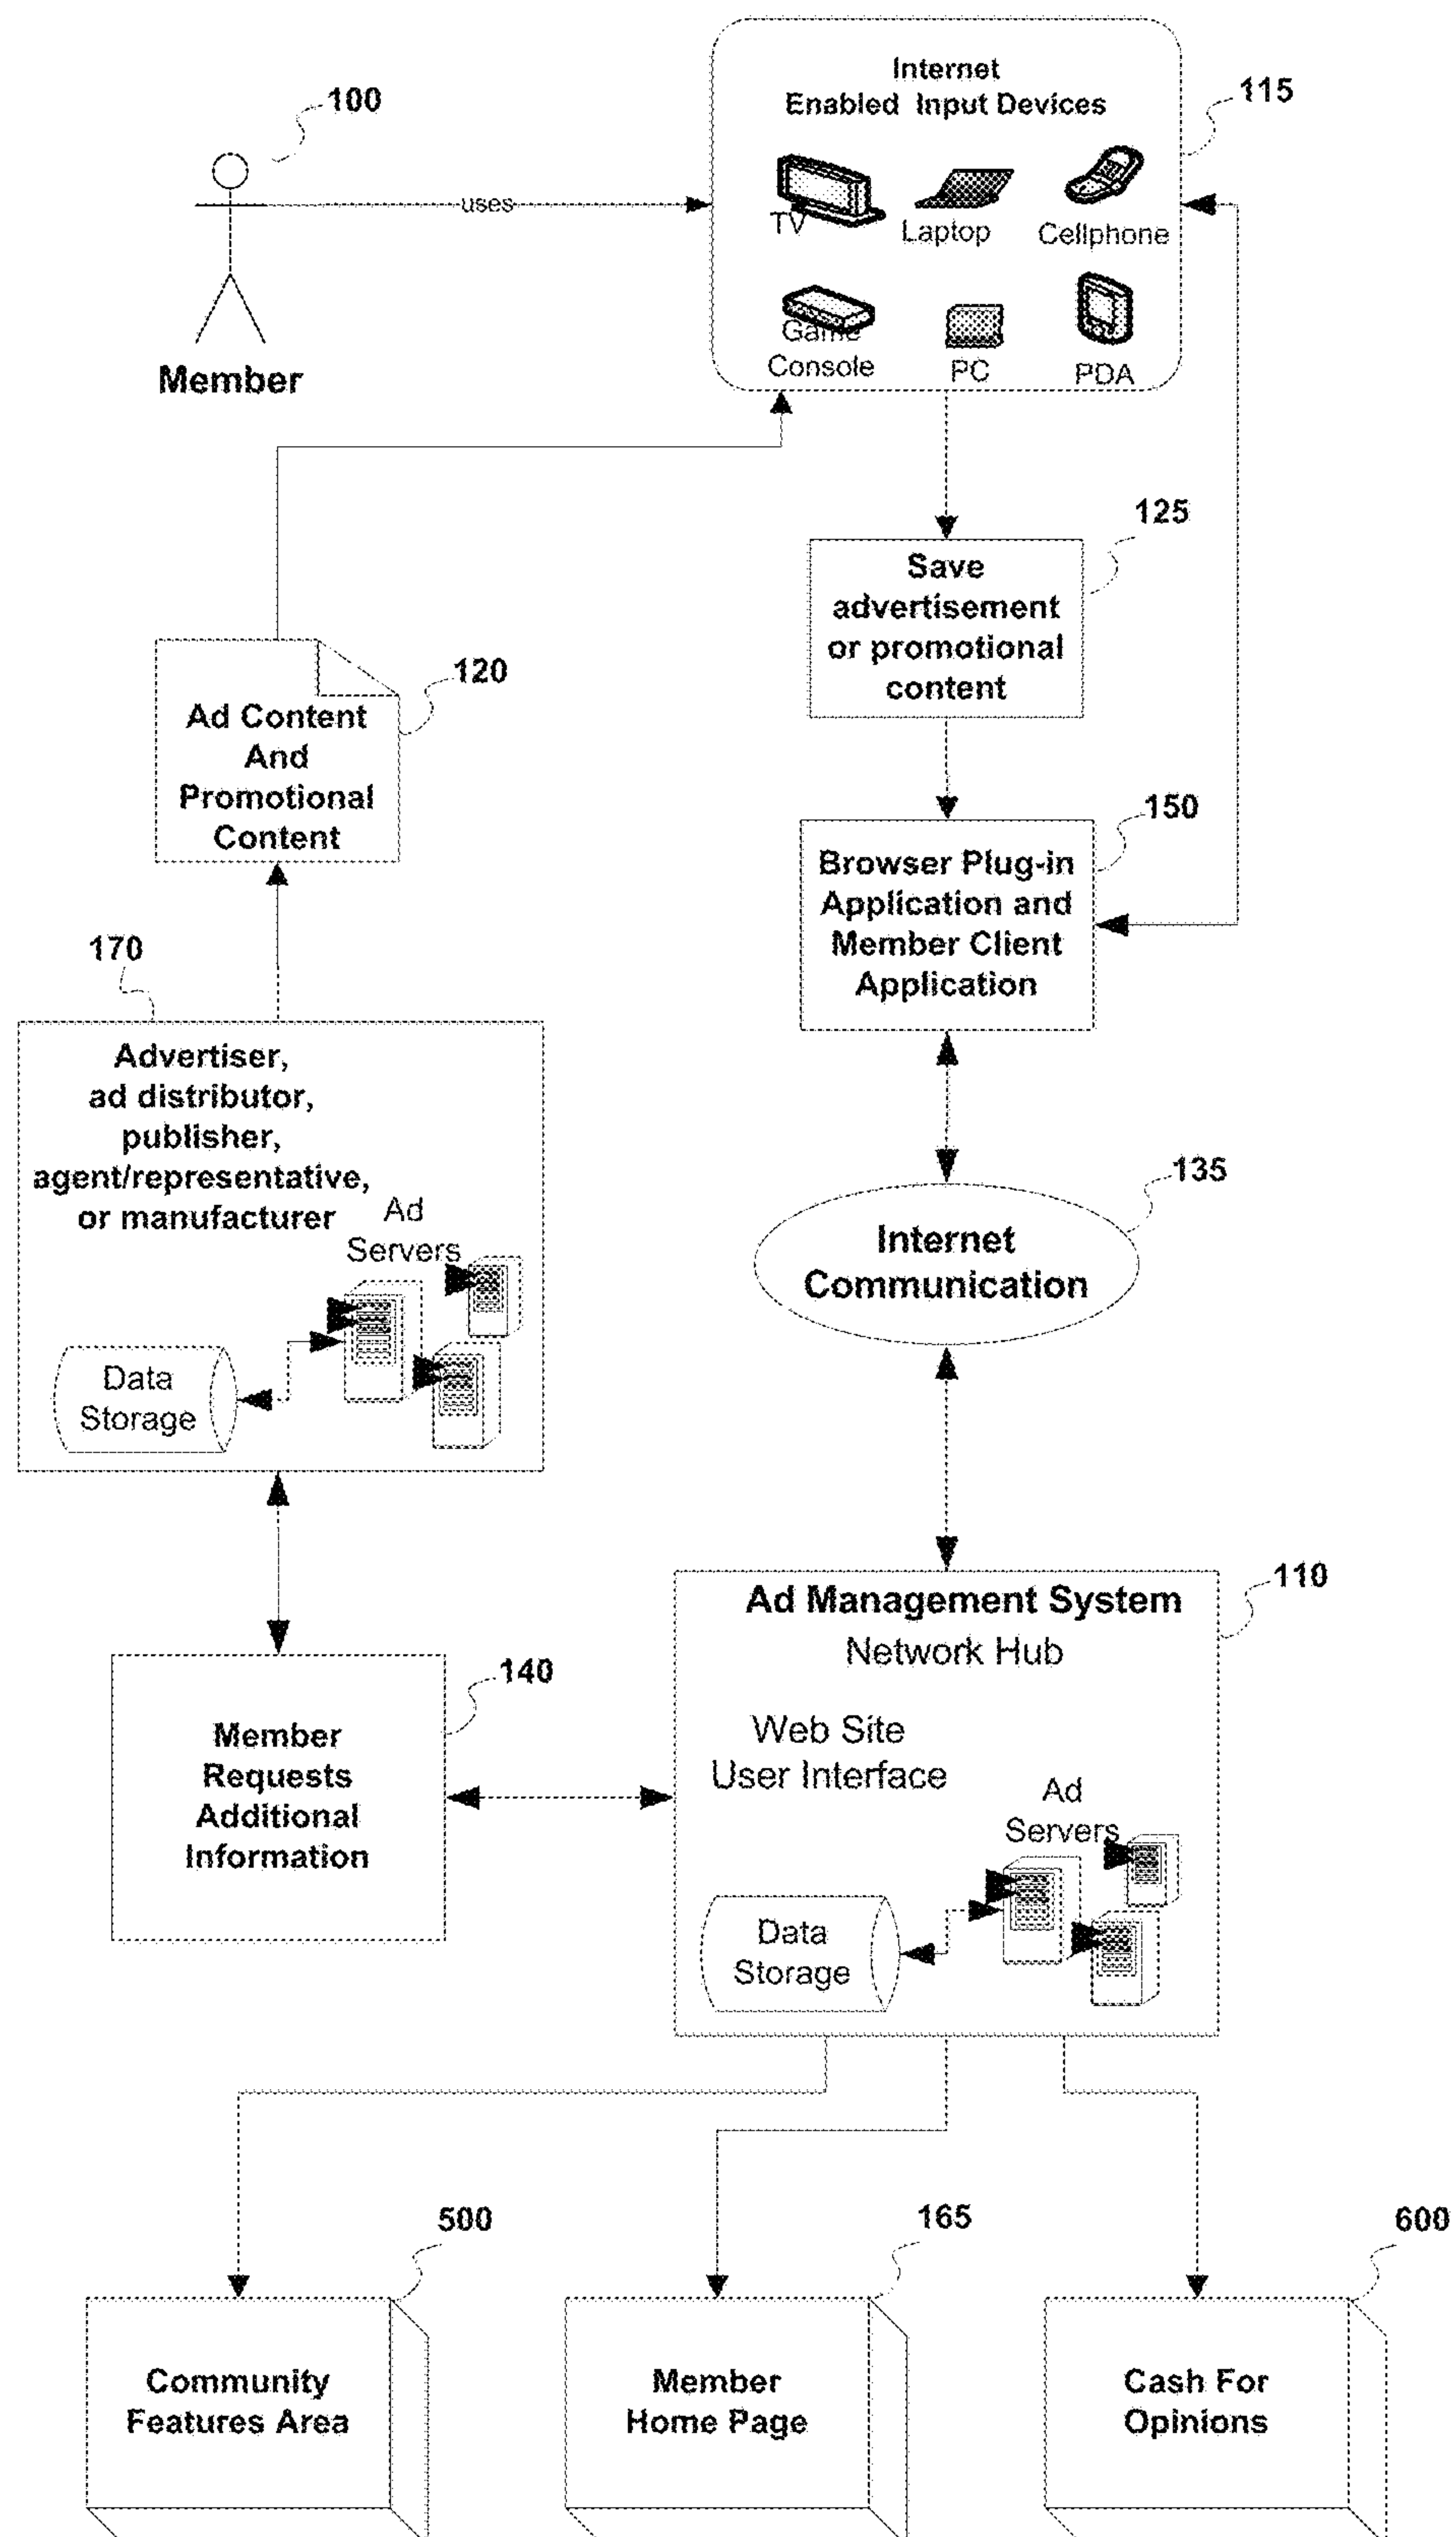 100
Member
uses
Internet
Enabled Input Devices
115
TV
Laptop
Cellphone
Game
Console
PC
PDA
125
Save
advertisement
or promotional
content
120
Ad Content
And
Promotional
Content
150
Browser Plug-in
Application and
Member Client
Application
170
Advertiser,
ad distributor,
publisher,
agent/representative,
or manufacturer
Ad
Servers
Data
Storage
135
Internet
Communication
110
Ad Management System
Network Hub
Web Site
User Interface
Ad
Servers
Data
Storage
140
Member
Requests
Additional
Information
500
Community
Features Area
165
Member
Home Page
600
Cash For
Opinions